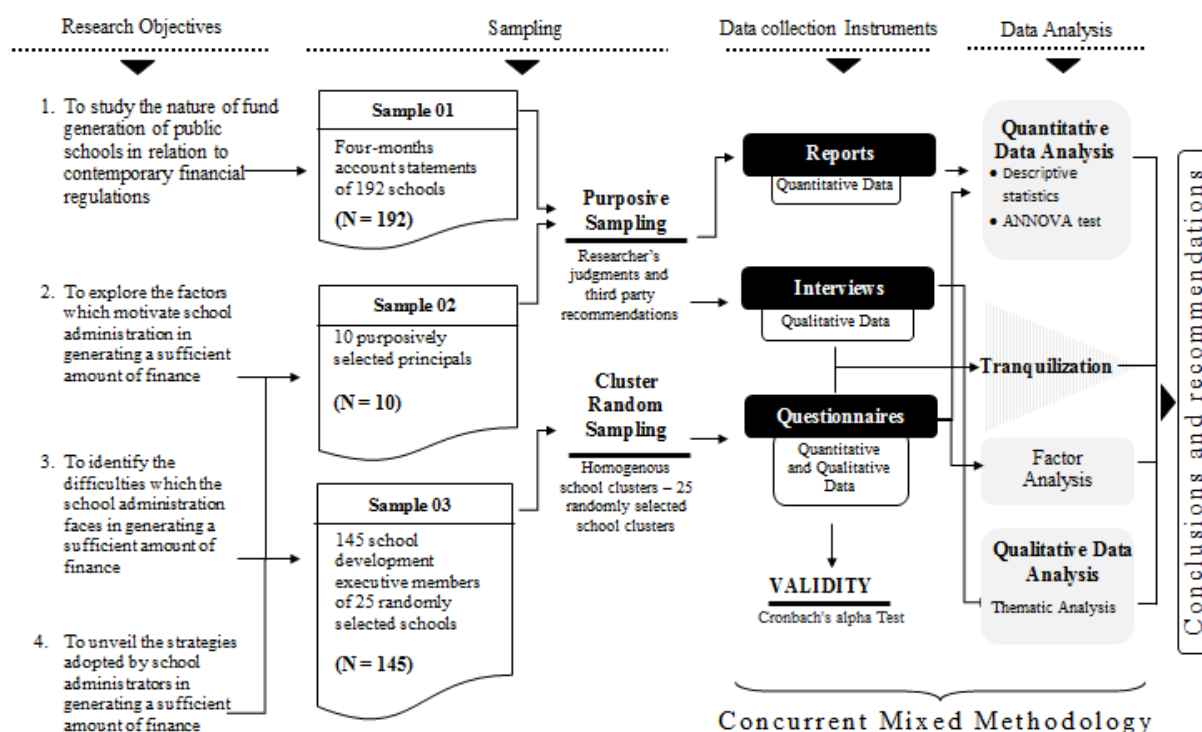 Research Objectives
Sampling
Data collection Instruments
Data Analysis
1. To study the nature of fund
generation of public
schools in relation to
contemporary financial
regulations
2. To explore the factors
which motivate school
administration in
generating a sufficient
amount of finance
3. To identify the
difficulties which the
school administration
faces in generating a
sufficient amount of
finance
4. To unveil the strategies
adopted by school
administrators in
generating a sufficient
amount of finance
Sample 01
Four-months
account statements
of 192 schools
(N = 192)
Sample 02
10 purposively
selected principals
(N = 10)
Sample 03
145 school
development
executive members
of 25 randomly
selected schools
(N = 145)
Purposive
Sampling
Researcher's
judgments and
third party
recommendations
Cluster
Random
Sampling
Homogenous
school clusters – 25
randomly selected
school clusters
Reports
Quantitative Data
Interviews
Qualitative Data
Questionnaires
Quantitative
and Qualitative
Data
VALIDITY
Cronbach's alpha Test
Quantitative
Data Analysis
• Descriptive
statistics
• ANNOVA test
Tranquilization
Factor
Analysis
Qualitative Data
Analysis
Thematic Analysis
Concurrent Mixed Methodology
Conclusions and recommendations